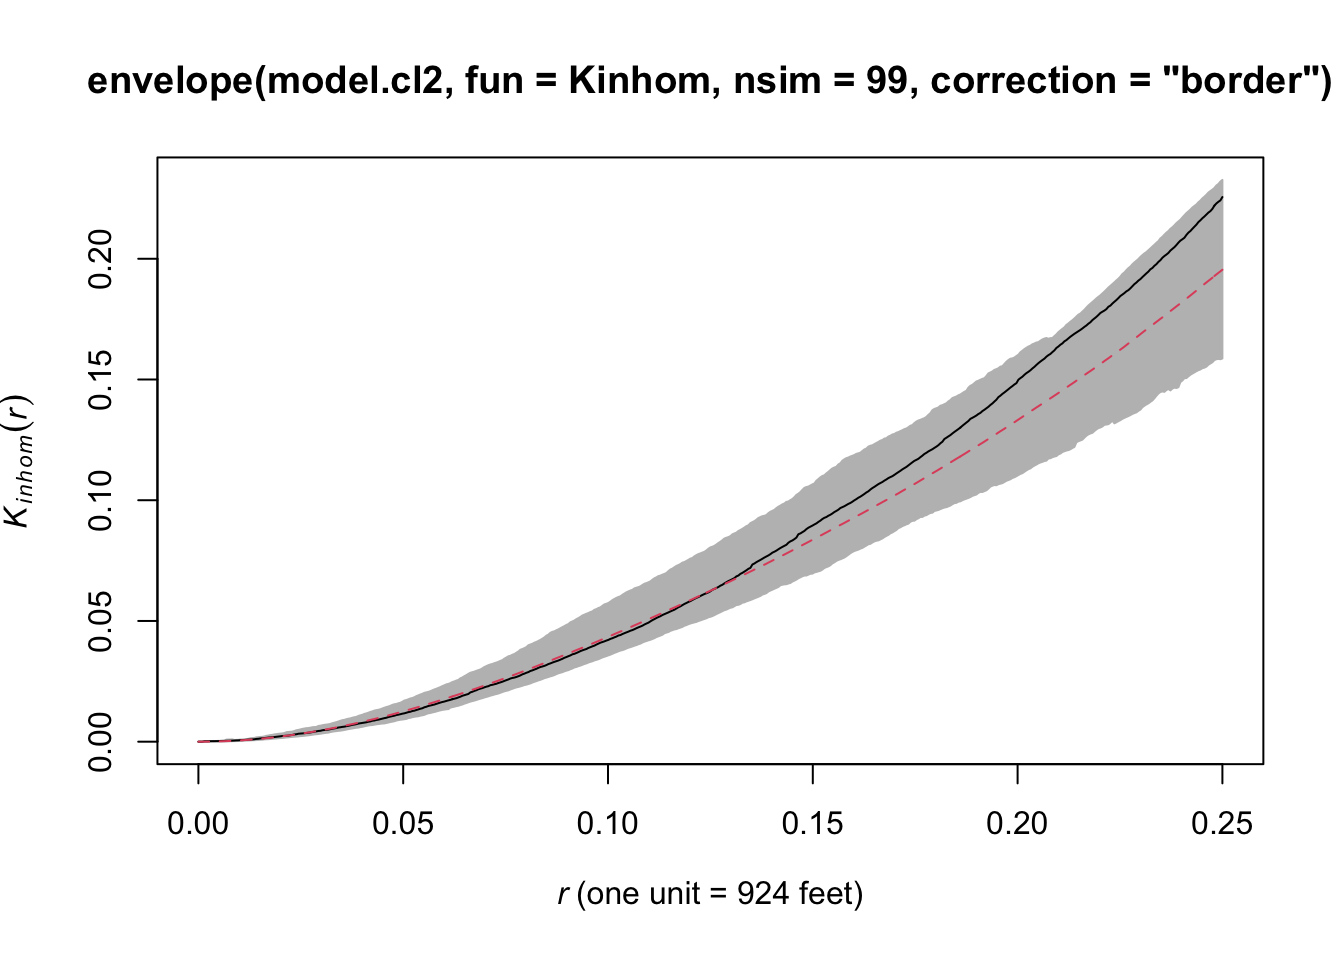 envelope(model.cl2, fun = Kinhom, nsim = 99, correction = "border")
K_inhom(r)
0.20
0.15
0.10
0.05
0.00
0.00 0.05 0.10 0.15 0.20 0.25
r (one unit = 924 feet)